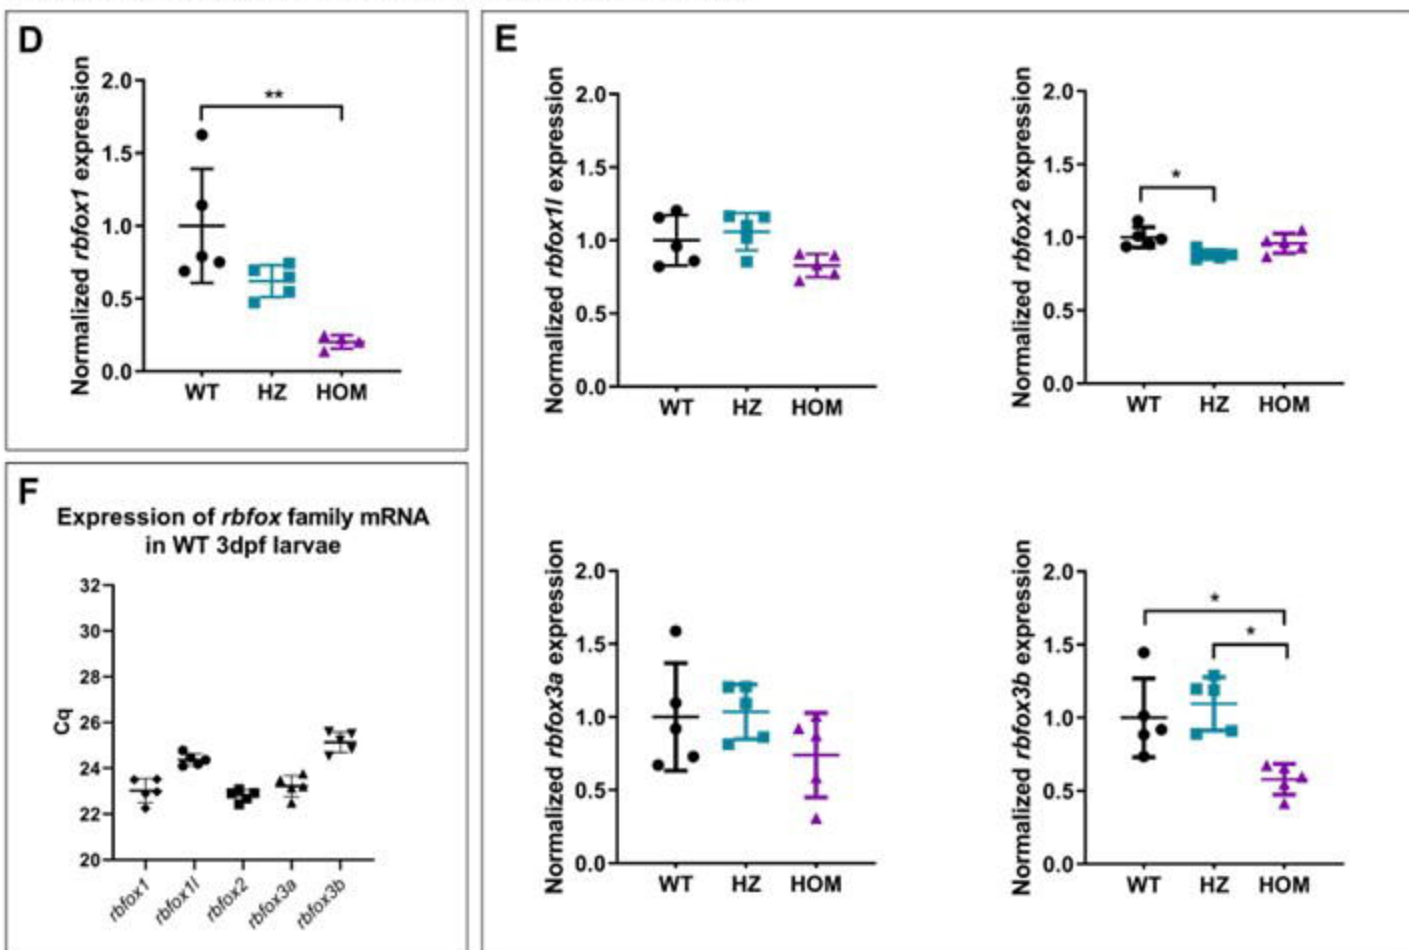 D
Normalized rbfox1 expression
2.0
1.5
1.0
0.5
0.0
**
WT HZ HOM
E
Normalized rbfox1l expression
2.0
1.5
1.0
0.5
0.0
WT HZ HOM
Normalized rbfox2 expression
2.0
1.5
1.0
0.5
0.0
*
WT HZ HOM
F
Expression of rbfox family mRNA
in WT 3dpf larvae
Cq
32
30
28
26
24
22
20
rbfox1
rbfox1l
rbfox2
rbfox3a
rbfox3b
Normalized rbfox3a expression
2.0
1.5
1.0
0.5
0.0
WT HZ HOM
Normalized rbfox3b expression
2.0
1.5
1.0
0.5
0.0
*
*
WT HZ HOM